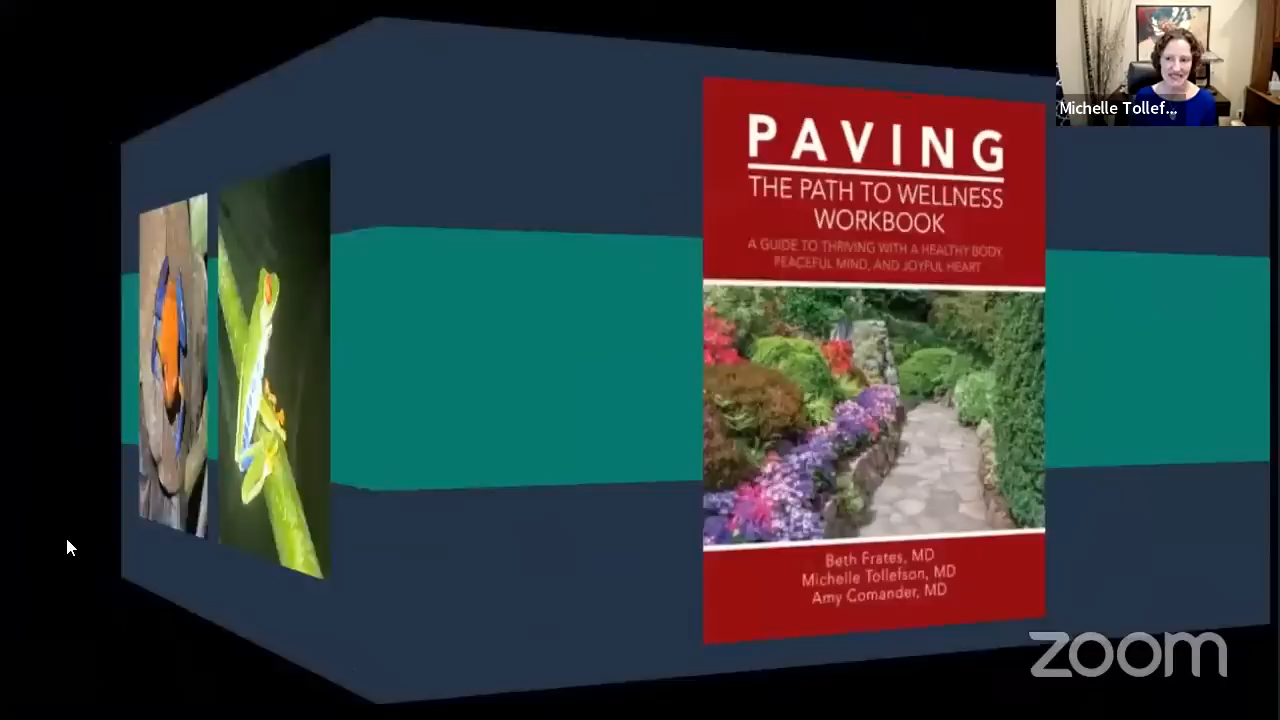 Michelle Tollef...
PAVING
THE PATH TO WELLNESS
WORKBOOK
A GUIDE TO THRIVING WITH A HEALTHY BODY,
PEACEFUL MIND, AND JOYFUL HEART
Beth Frates, MD
Michelle Tollefson, MD
Amy Comander, MD
zoom